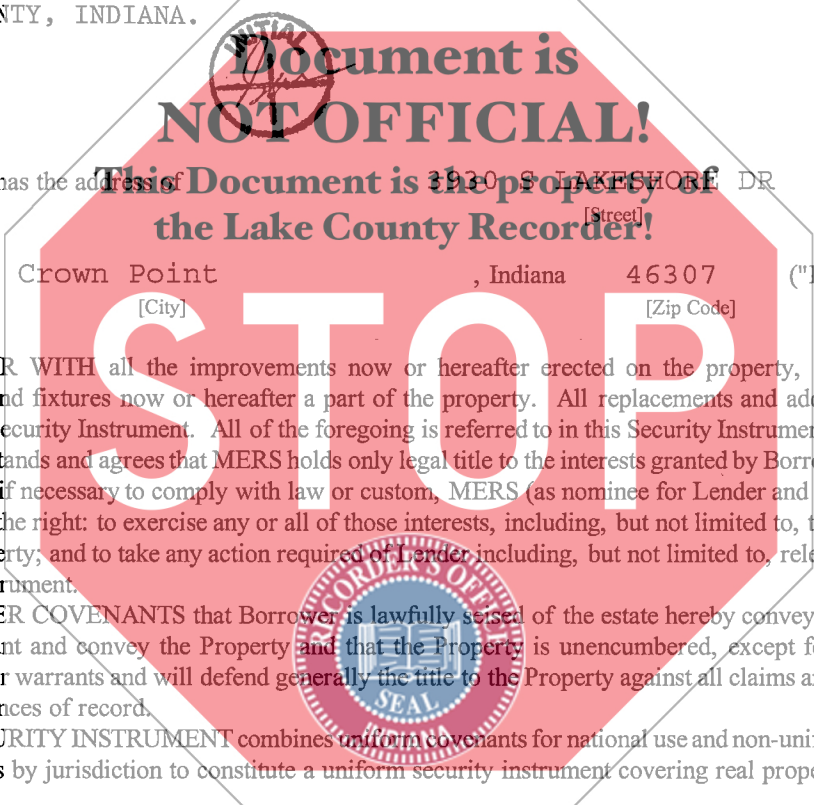 NTY, INDIANA.
INITIAL
Document is
NOT OFFICIAL!
has the address of 3930 S LAKESHORE DR
This Document is the property of
[Street]
the Lake County Recorder!
Crown Point , Indiana 46307 ("
[City] [Zip Code]
STOP
R WITH all the improvements now or hereafter erected on the property,
nd fixtures now or hereafter a part of the property. All replacements and add
ecurity Instrument. All of the foregoing is referred to in this Security Instrumen
tands and agrees that MERS holds only legal title to the interests granted by Borro
if necessary to comply with law or custom, MERS (as nominee for Lender and
he right: to exercise any or all of those interests, including, but not limited to, t
erty; and to take any action required of Lender including, but not limited to, rele
rument.
ER COVENANTS that Borrower is lawfully seised of the estate hereby convey
nt and convey the Property and that the Property is unencumbered, except f
r warrants and will defend generally the title to the Property against all claims a
nces of record.
URITY INSTRUMENT combines uniform covenants for national use and non-unif
s by jurisdiction to constitute a uniform security instrument covering real prope
RECORDER'S OFFICE
SEAL
INDIANA